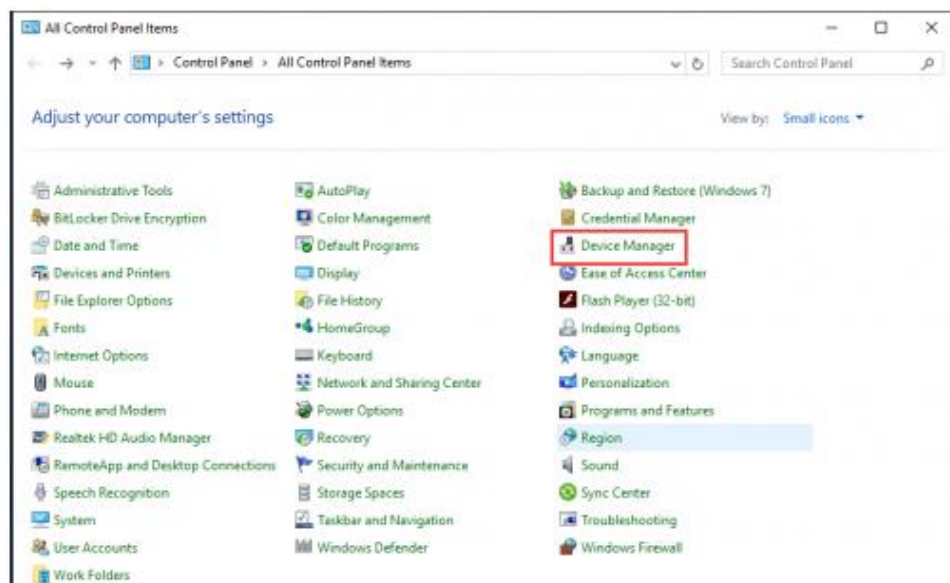 All Control Panel Items
Control Panel > All Control Panel Items
Search Control Panel
Adjust your computer's settings
View by: Small icons
Administrative Tools
AutoPlay
Backup and Restore (Windows 7)
BitLocker Drive Encryption
Color Management
Credential Manager
Date and Time
Default Programs
Device Manager
Devices and Printers
Display
Ease of Access Center
File Explorer Options
File History
Flash Player (32-bit)
Fonts
HomeGroup
Indexing Options
Internet Options
Keyboard
Language
Mouse
Network and Sharing Center
Personalization
Phone and Modem
Power Options
Programs and Features
Realtek HD Audio Manager
Recovery
Region
RemoteApp and Desktop Connections
Security and Maintenance
Sound
Speech Recognition
Storage Spaces
Sync Center
System
Taskbar and Navigation
Troubleshooting
User Accounts
Windows Defender
Windows Firewall
Work Folders